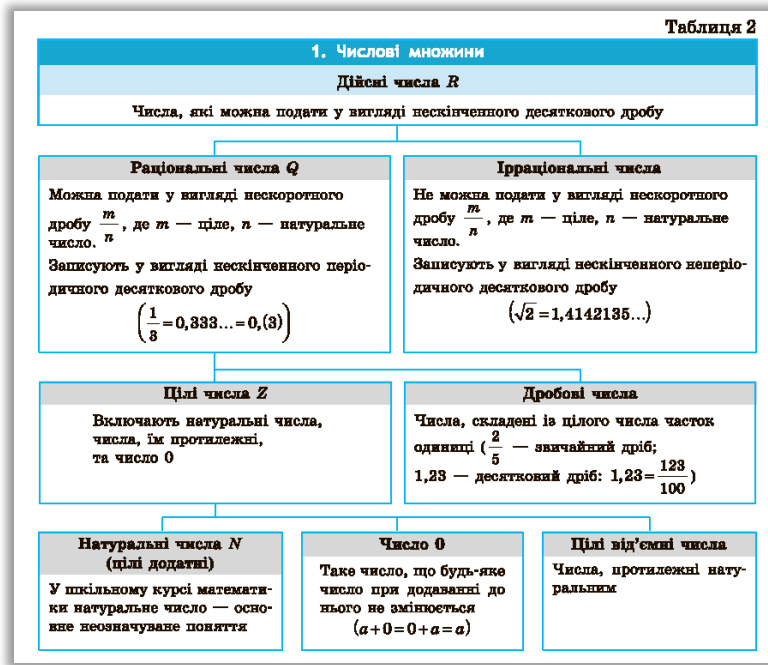 Таблиця 2
1. Числові множини
Дійсні числа R
Числа, які можна подати у вигляді нескінченного десяткового дробу
Раціональні числа Q
Можна подати у вигляді нескоротного
дробу m/n, де m — ціле, n — натуральне
число.
Записують у вигляді нескінченного періо-
дичного десяткового дробу
(1/3 = 0,333... = 0,(3))
Ірраціональні числа
Не можна подати у вигляді нескоротного
дробу m/n, де m — ціле, n — натуральне
число.
Записують у вигляді нескінченного неперіо-
дичного десяткового дробу
(√2 = 1,4142135...)
Цілі числа Z
Включають натуральні числа,
числа, їм протилежні,
та число 0
Дробові числа
Числа, складені із цілого числа часток
одиниці (2/5 — звичайний дріб;
1,23 — десятковий дріб: 1,23 = 123/100)
Натуральні числа N
(цілі додатні)
У шкільному курсі математи-
ки натуральне число — осно-
вне неозначуване поняття
Число 0
Таке число, що будь-яке
число при додаванні до
нього не змінюється
(a + 0 = 0 + a = a)
Цілі від’ємні числа
Числа, протилежні нату-
ральним